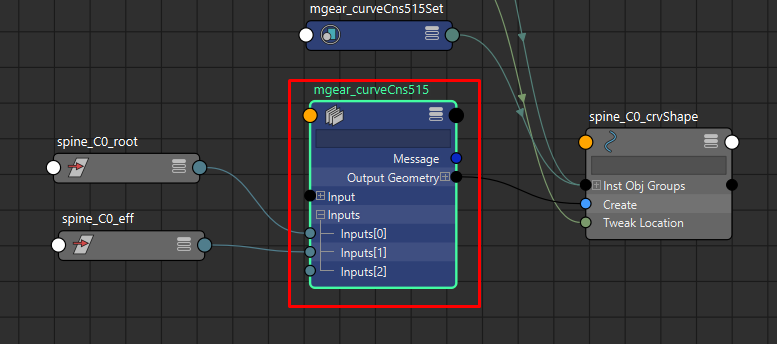 mgear_curveCns515Set
mgear_curveCns515
Message
Output Geometry
Input
Inputs
Inputs[0]
Inputs[1]
Inputs[2]
spine_C0_root
spine_C0_eff
spine_C0_crvShape
Inst Obj Groups
Create
Tweak Location